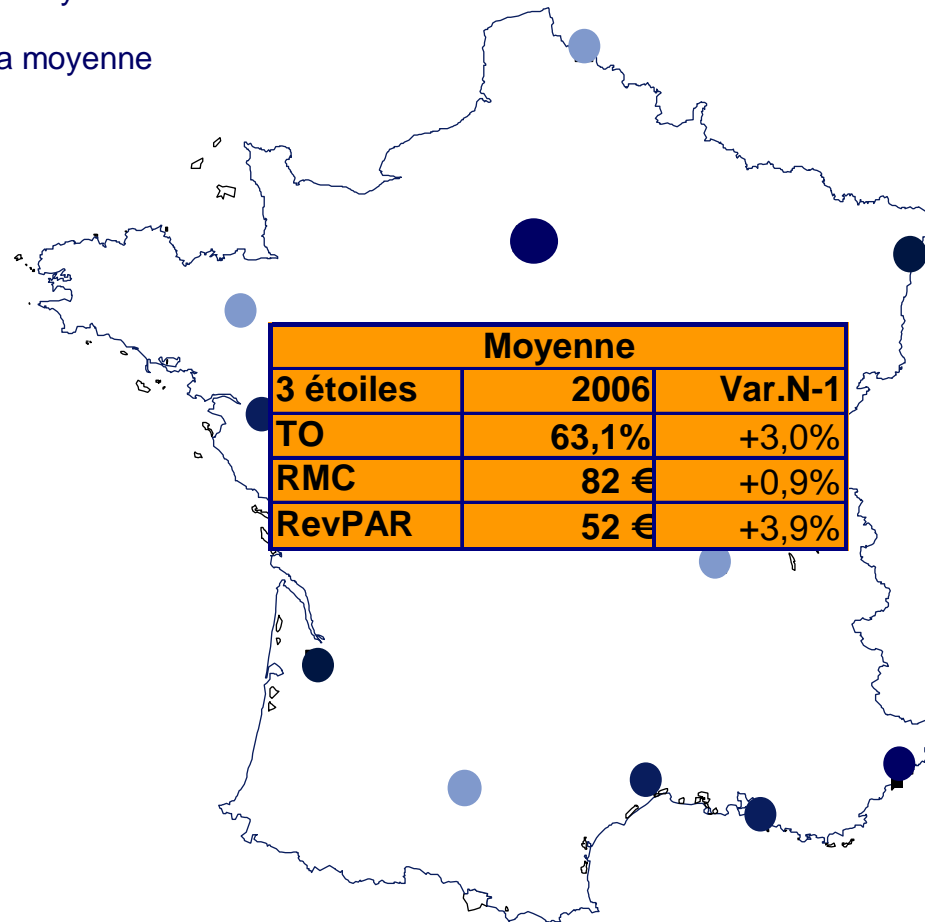 a moyenne
Moyenne
3 étoiles 2006 Var.N-1
TO 63,1% +3,0%
RMC 82 € +0,9%
RevPAR 52 € +3,9%